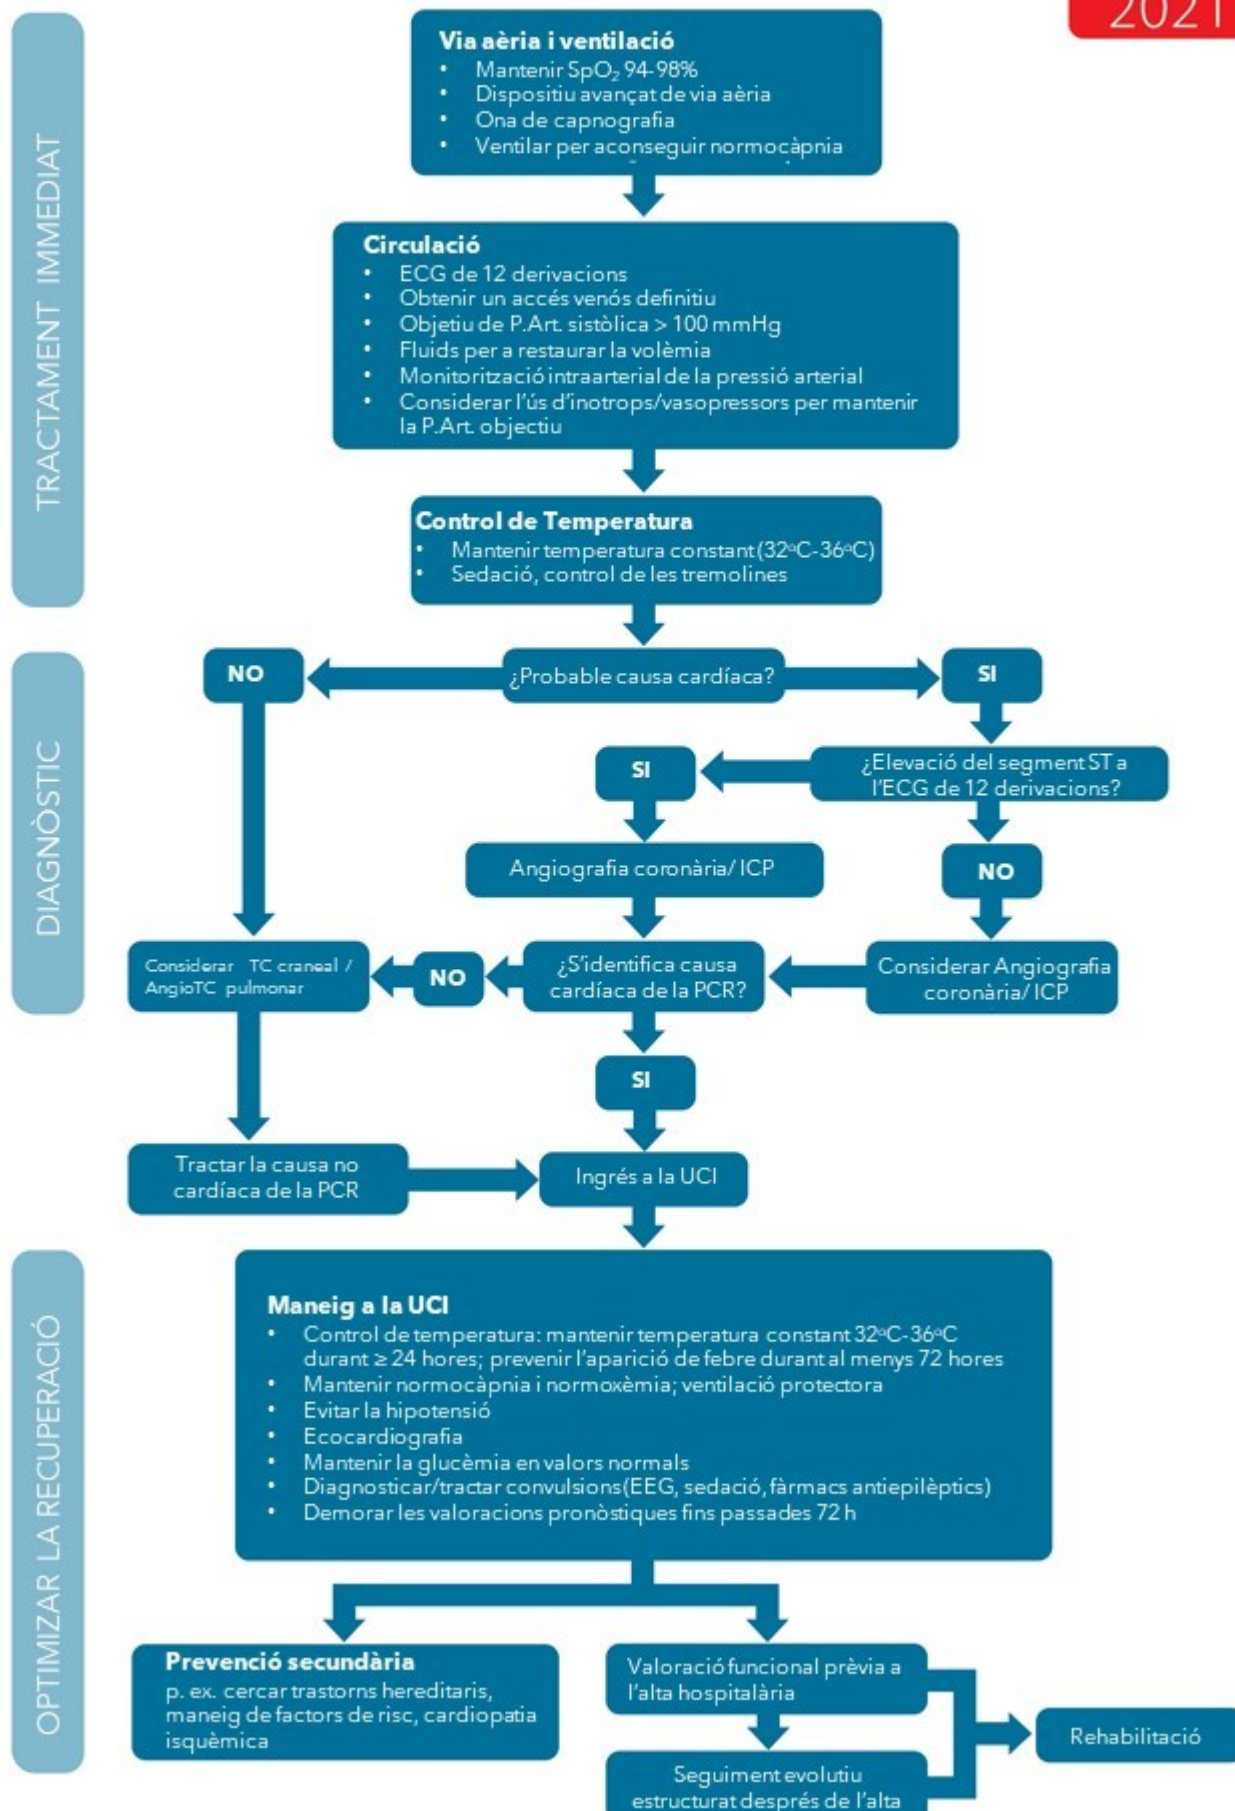 2021
TRACTAMENT IMMEDIAT
Via aèria i ventilació
• Mantenir SpO₂ 94-98%
• Dispositiu avançat de via aèria
• Ona de capnografia
• Ventilar per aconseguir normocàpnia
Circulació
• ECG de 12 derivacions
• Obtenir un accés venós definitiu
• Objetiu de P.Art. sistòlica > 100 mmHg
• Fluids per a restaurar la volèmia
• Monitorització intraarterial de la pressió arterial
• Considerar l'ús d'inotrops/vasopressors per mantenir
la P.Art. objectiu
Control de Temperatura
• Mantenir temperatura constant (32ºC-36ºC)
• Sedació, control de les tremolines
DIAGNÒSTIC
NO
¿Probable causa cardíaca?
SI
SI
¿Elevació del segment ST a
l'ECG de 12 derivacions?
Angiografia coronària/ ICP
NO
Considerar TC craneal /
AngioTC pulmonar
NO
¿S'identifica causa
cardíaca de la PCR?
Considerar Angiografia
coronària/ ICP
SI
Tractar la causa no
cardíaca de la PCR
Ingrés a la UCI
OPTIMIZAR LA RECUPERACIÓ
Maneig a la UCI
• Control de temperatura: mantenir temperatura constant 32ºC-36ºC
durant ≥ 24 hores; prevenir l'aparició de febre durant al menys 72 hores
• Mantenir normocàpnia i normoxèmia; ventilació protectora
• Evitar la hipotensió
• Ecocardiografia
• Mantenir la glucèmia en valors normals
• Diagnosticar/tractar convulsions (EEG, sedació, fàrmacs antiepilèptics)
• Demorar les valoracions pronòstiques fins passades 72 h
Prevenció secundària
p. ex. cercar trastorns hereditaris,
maneig de factors de risc, cardiopatia
isquèmica
Valoració funcional prèvia a
l'alta hospitalària
Rehabilitació
Seguiment evolutiu
estructurat després de l'alta